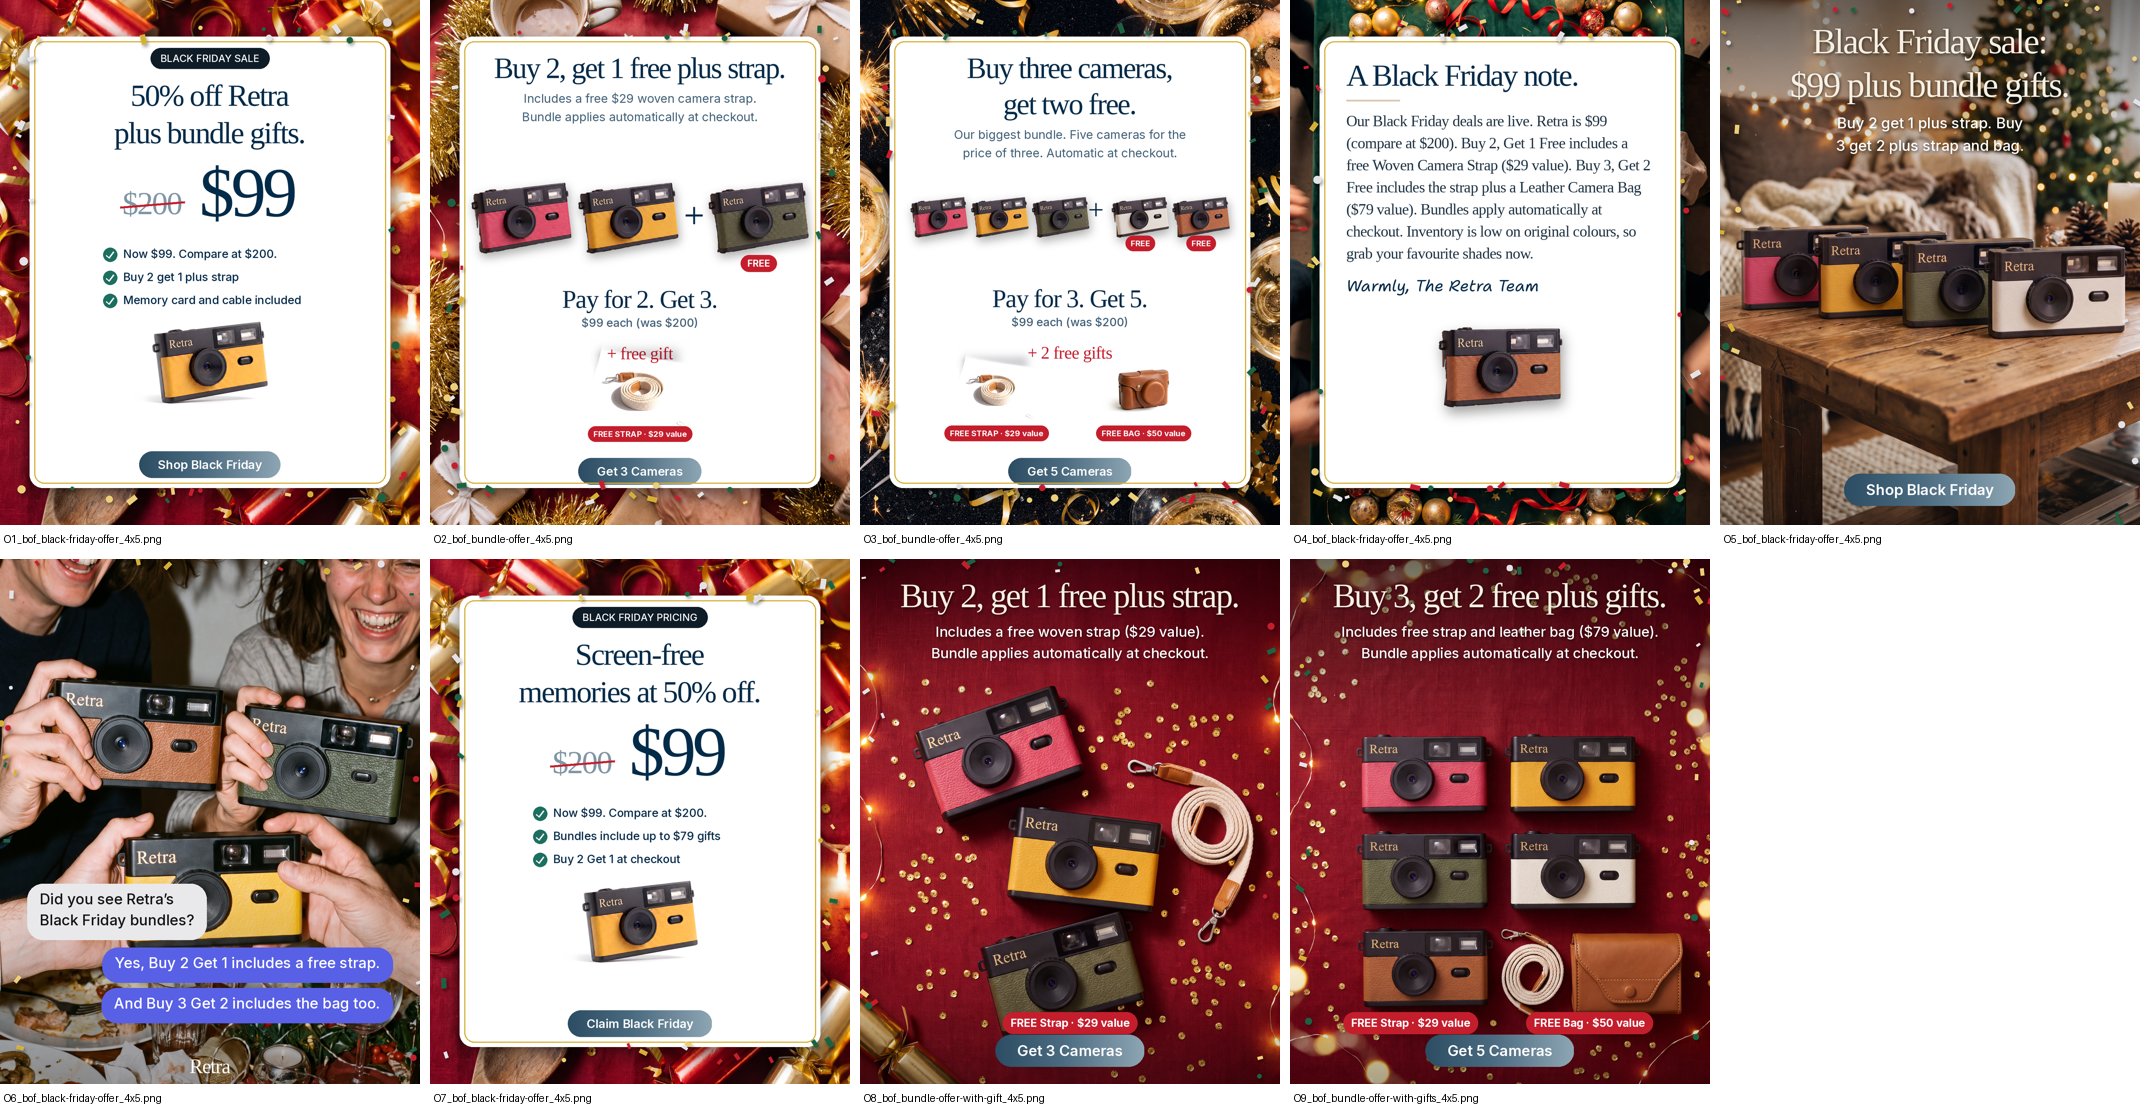 BLACK FRIDAY SALE
50% off Retra
plus bundle gifts.
$200 $99
Now $99. Compare at $200.
Buy 2 get 1 plus strap
Memory card and cable included
Retra
Shop Black Friday
O1_bof_black-friday-offer_4x5.png
Buy 2, get 1 free plus strap.
Includes a free $29 woven camera strap.
Bundle applies automatically at checkout.
Retra Retra + Retra
FREE
Pay for 2. Get 3.
$99 each (was $200)
+ free gift
FREE STRAP · $29 value
Get 3 Cameras
O2_bof_bundle-offer_4x5.png
Buy three cameras,
get two free.
Our biggest bundle. Five cameras for the
price of three. Automatic at checkout.
Retra Retra Retra + Retra Retra
FREE FREE
Pay for 3. Get 5.
$99 each (was $200)
+ 2 free gifts
FREE STRAP · $29 value FREE BAG · $50 value
Get 5 Cameras
O3_bof_bundle-offer_4x5.png
A Black Friday note.
Our Black Friday deals are live. Retra is $99
(compare at $200). Buy 2, Get 1 Free includes a
free Woven Camera Strap ($29 value). Buy 3, Get 2
Free includes the strap plus a Leather Camera Bag
($79 value). Bundles apply automatically at
checkout. Inventory is low on original colours, so
grab your favourite shades now.
Warmly, The Retra Team
Retra
O4_bof_black-friday-offer_4x5.png
Black Friday sale:
$99 plus bundle gifts.
Buy 2 get 1 plus strap. Buy
3 get 2 plus strap and bag.
Retra Retra Retra Retra
Shop Black Friday
O5_bof_black-friday-offer_4x5.png
Retra Retra
Retra
Did you see Retra's
Black Friday bundles?
Yes, Buy 2 Get 1 includes a free strap.
And Buy 3 Get 2 includes the bag too.
Retra
O6_bof_black-friday-offer_4x5.png
BLACK FRIDAY PRICING
Screen-free
memories at 50% off.
$200 $99
Now $99. Compare at $200.
Bundles include up to $79 gifts
Buy 2 Get 1 at checkout
Retra
Claim Black Friday
O7_bof_black-friday-offer_4x5.png
Buy 2, get 1 free plus strap.
Includes a free woven strap ($29 value).
Bundle applies automatically at checkout.
Retra
Retra
Retra
FREE Strap · $29 value
Get 3 Cameras
O8_bof_bundle-offer-with-gift_4x5.png
Buy 3, get 2 free plus gifts.
Includes free strap and leather bag ($79 value).
Bundle applies automatically at checkout.
Retra Retra
Retra Retra
Retra
FREE Strap · $29 value FREE Bag · $50 value
Get 5 Cameras
O9_bof_bundle-offer-with-gifts_4x5.png